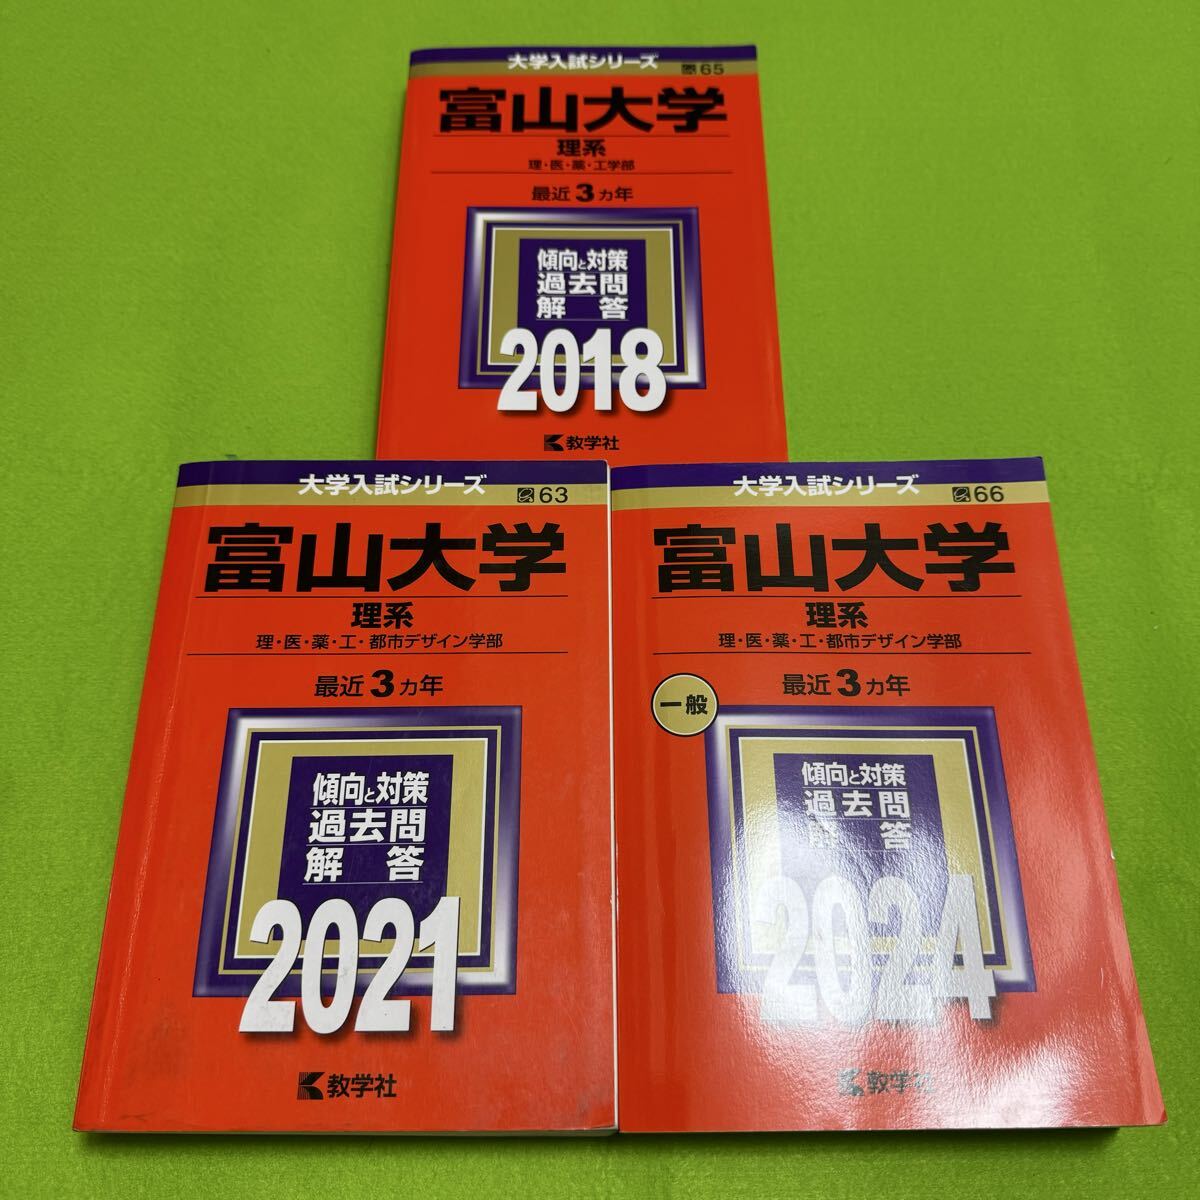 大学入試シリーズ
65
富山大学
理系
理・医・薬・工学部
最近3カ年
傾向と対策
過去問
解答
2018
教学社
大学入試シリーズ
63
富山大学
理系
理・医・薬・工・都市デザイン学部
最近3カ年
傾向と対策
過去問
解答
2021
教学社
大学入試シリーズ
66
富山大学
理系
理・医・薬・工・都市デザイン学部
最近3カ年
一般
傾向と対策
過去問
解答
2024
教学社